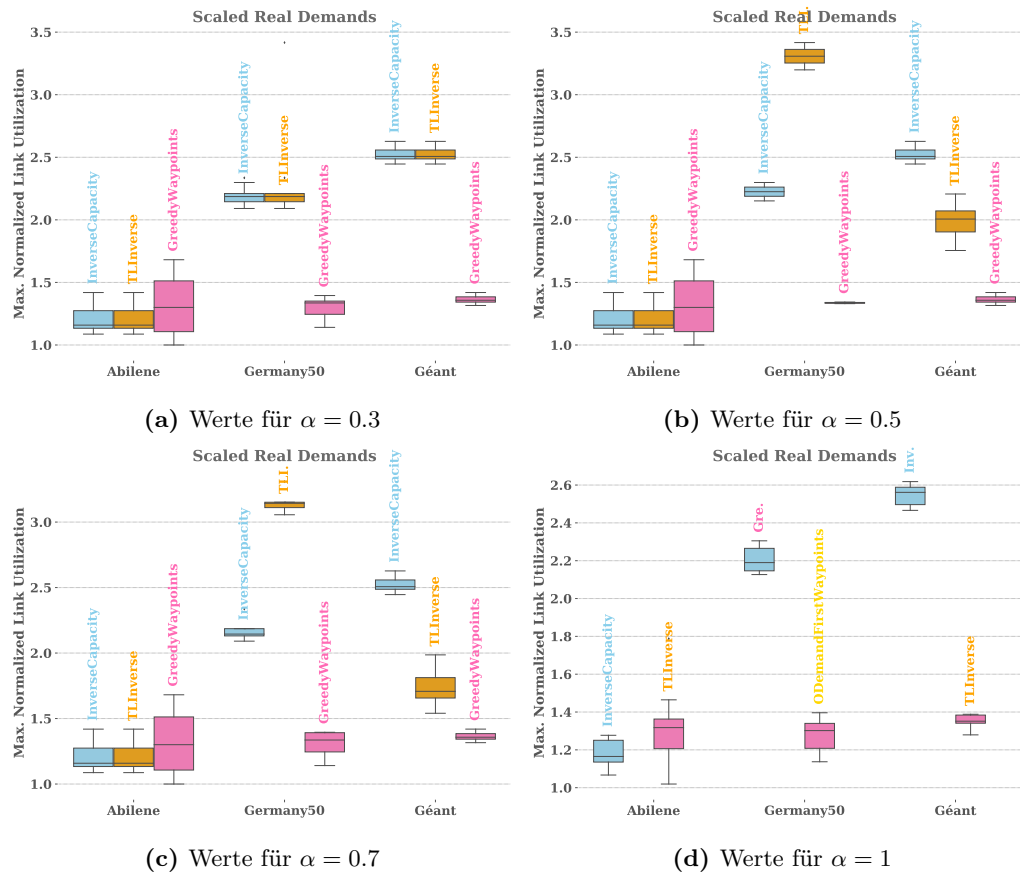 Scaled Real Demands
Max. Normalized Link Utilization
3.5
3.0
2.5
2.0
1.5
1.0
InverseCapacity
TLInverse
GreedyWaypoints
InverseCapacity
TLInverse
GreedyWaypoints
InverseCapacity
TLInverse
GreedyWaypoints
Abilene Germany50 Géant
(a) Werte für α = 0.3
Scaled Real Demands
Max. Normalized Link Utilization
3.5
3.0
2.5
2.0
1.5
1.0
InverseCapacity
TLInverse
GreedyWaypoints
InverseCapacity
TLI.
GreedyWaypoints
InverseCapacity
TLInverse
GreedyWaypoints
Abilene Germany50 Géant
(b) Werte für α = 0.5
Scaled Real Demands
Max. Normalized Link Utilization
3.0
2.5
2.0
1.5
1.0
InverseCapacity
TLInverse
GreedyWaypoints
InverseCapacity
TLI.
GreedyWaypoints
InverseCapacity
TLInverse
GreedyWaypoints
Abilene Germany50 Géant
(c) Werte für α = 0.7
Scaled Real Demands
Max. Normalized Link Utilization
2.6
2.4
2.2
2.0
1.8
1.6
1.4
1.2
1.0
InverseCapacity
TLInverse
Gre.
ODemandFirstWaypoints
Inv.
TLInverse
Abilene Germany50 Géant
(d) Werte für α = 1